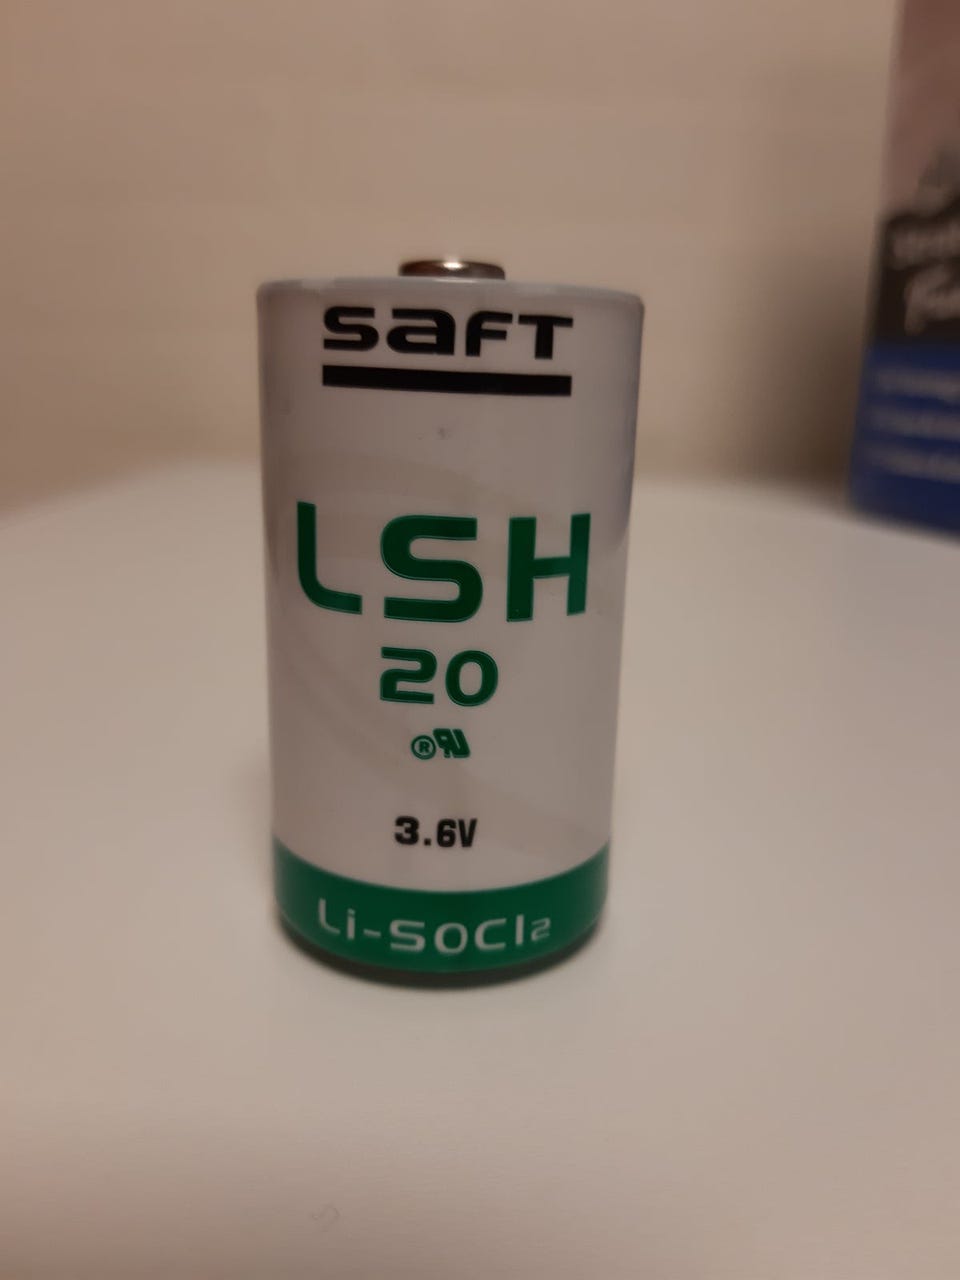 SAFT
LSH
20
®
3.6V
Li-SOCl₂